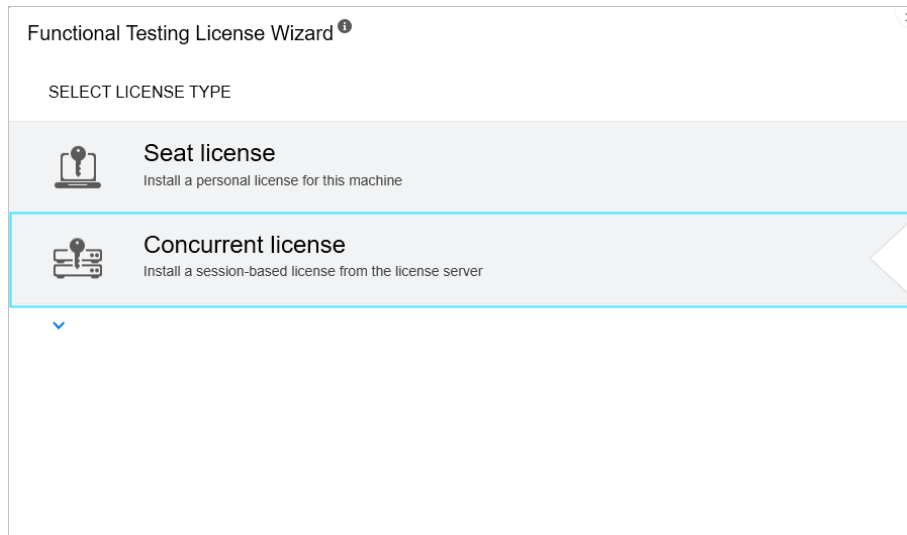 Functional Testing License Wizard
SELECT LICENSE TYPE
Seat license
Install a personal license for this machine
Concurrent license
Install a session-based license from the license server